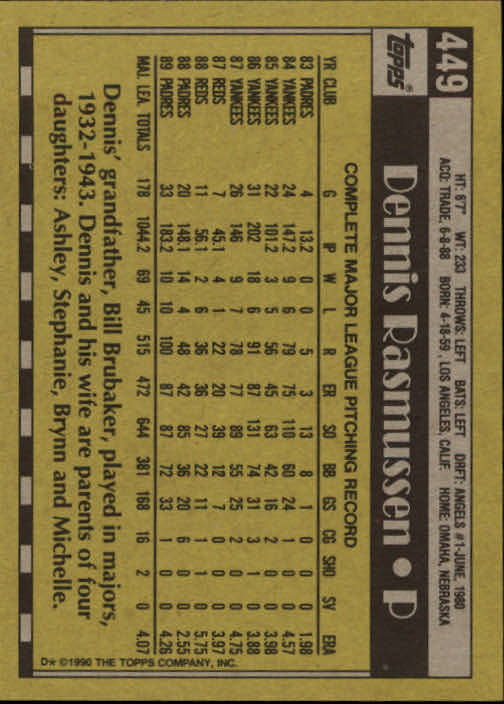 449
HT: 6'7" WT: 233 THROWS: LEFT BATS: LEFT DRFT: ANGELS #1-JUNE, 1980
ACQ: TRADE, 6-8-88 BORN: 4-18-59, LOS ANGELES, CALIF. HOME: OMAHA, NEBRASKA
topps®
Dennis Rasmussen • P
COMPLETE MAJOR LEAGUE PITCHING RECORD
YR CLUB G IP W L R ER SO BB GS CG SHO SV ERA
83 PADRES 4 13.2 0 0 5 3 13 8 1 0 0 0 1.98
84 YANKEES 24 147.2 9 6 79 75 110 60 24 1 0 0 4.57
85 YANKEES 22 101.2 3 5 56 45 63 42 16 2 0 0 3.98
86 YANKEES 31 202 18 6 91 87 131 74 31 3 1 0 3.88
87 YANKEES 26 146 9 7 78 77 89 55 25 2 0 0 4.75
87 REDS 7 45.1 4 1 22 20 39 12 7 0 0 0 3.97
88 REDS 11 56.1 2 6 36 36 27 22 11 1 1 0 5.75
88 PADRES 20 148.1 14 4 48 42 85 36 20 6 0 0 2.55
89 PADRES 33 183.2 10 10 100 87 87 72 33 1 0 0 4.26
MAJ. LEA. TOTALS 178 1044.2 69 45 515 472 644 381 168 16 2 0 4.07
Dennis' grandfather, Bill Brubaker, played in majors,
1932-1943. Dennis and his wife are parents of four
daughters: Ashley, Stephanie, Brynn and Michelle.
D* ©1990 THE TOPPS COMPANY, INC.